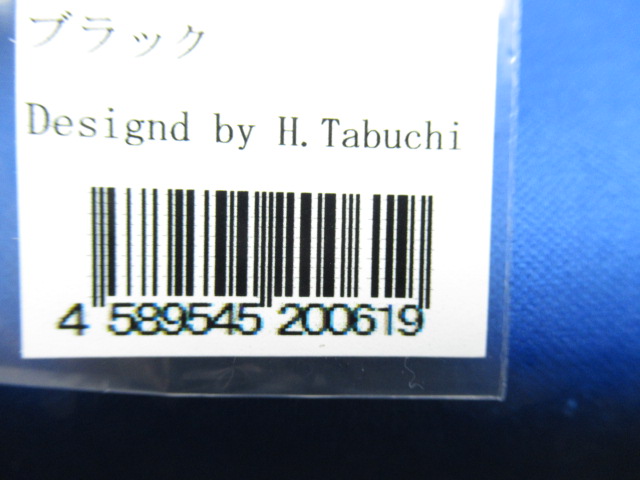 ブラック
Designd by H.Tabuchi
4 589545 200619